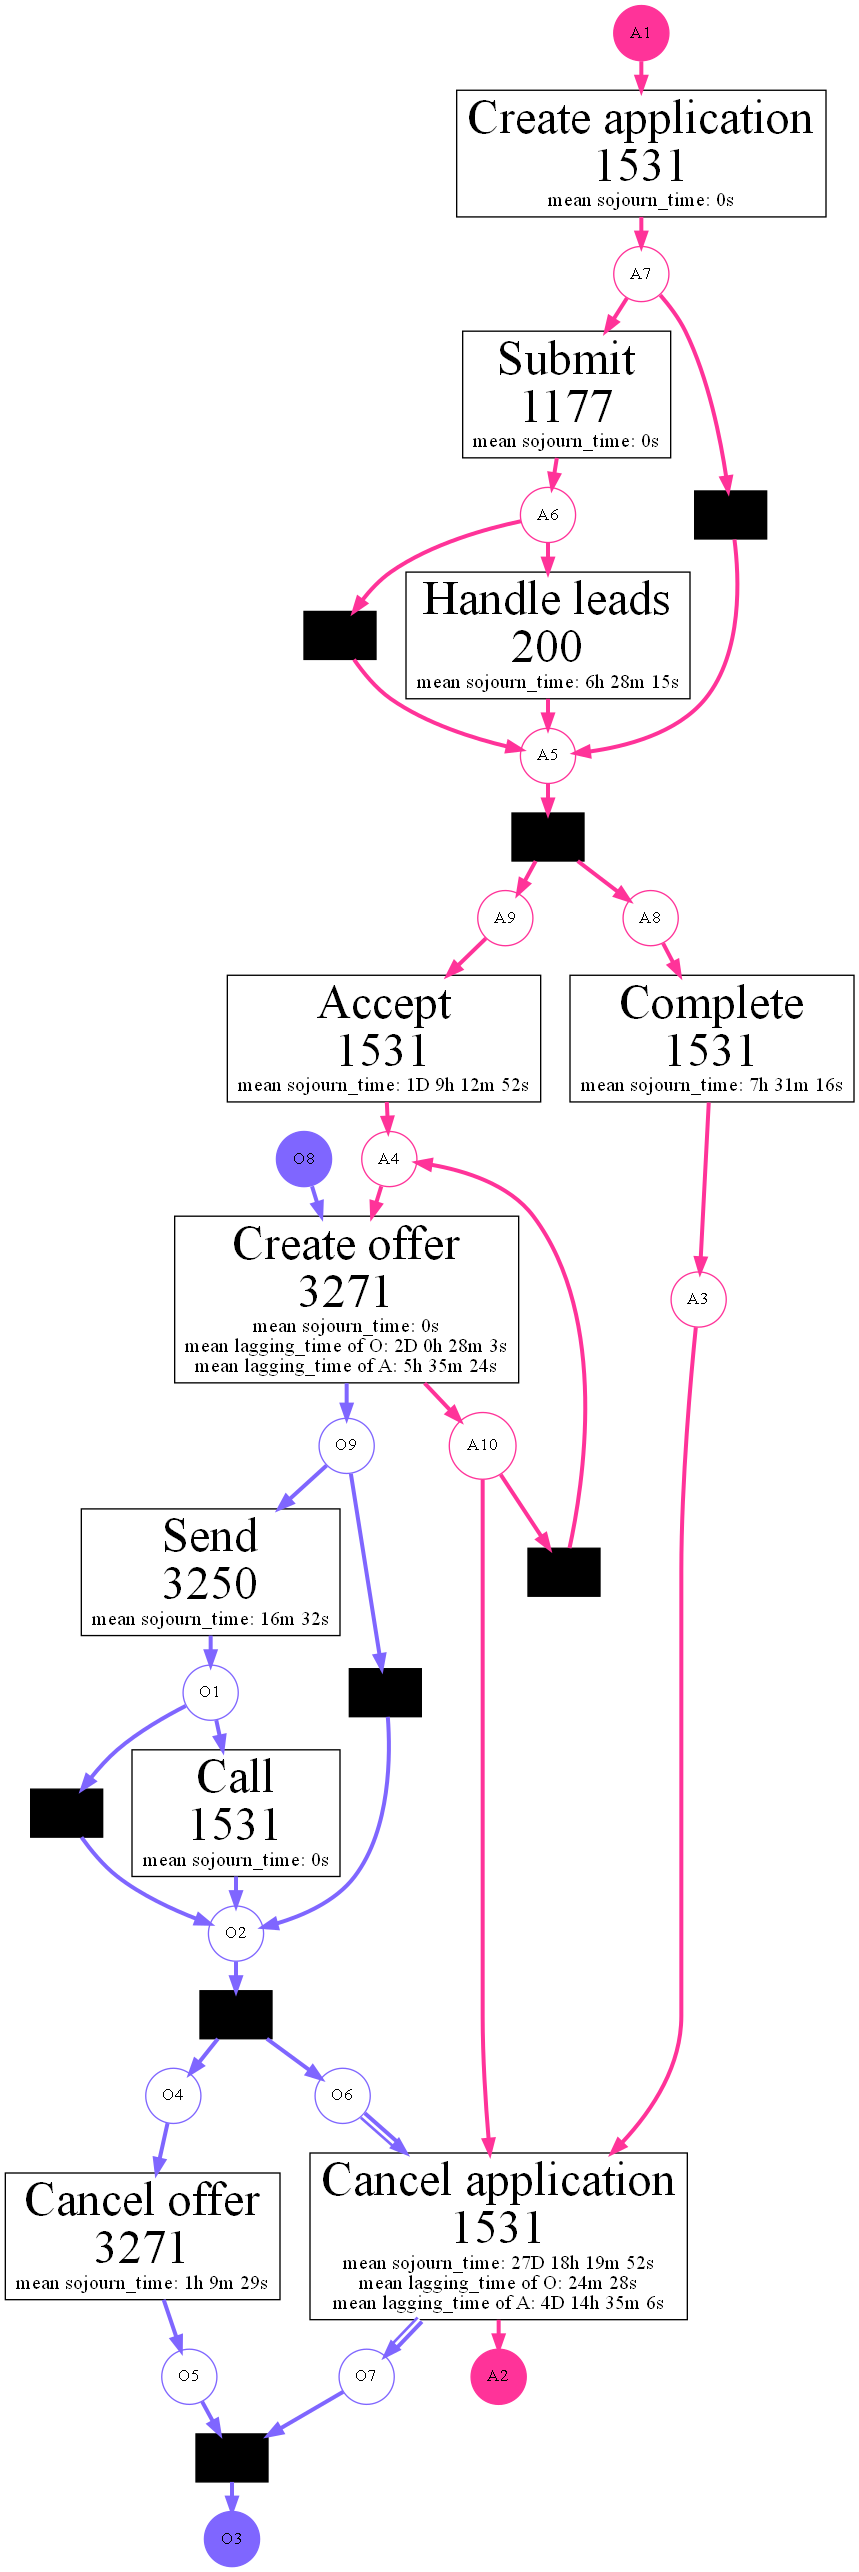 A1
Create application
1531
mean sojourn_time: 0s
A7
Submit
1177
mean sojourn_time: 0s
A6
Handle leads
200
mean sojourn_time: 6h 28m 15s
A5
A9
A8
Accept
1531
mean sojourn_time: 1D 9h 12m 52s
Complete
1531
mean sojourn_time: 7h 31m 16s
O8
A4
Create offer
3271
mean sojourn_time: 0s
mean lagging_time of O: 2D 0h 28m 3s
mean lagging_time of A: 5h 35m 24s
A3
O9
A10
Send
3250
mean sojourn_time: 16m 32s
O1
Call
1531
mean sojourn_time: 0s
O2
O4
O6
Cancel offer
3271
mean sojourn_time: 1h 9m 29s
Cancel application
1531
mean sojourn_time: 27D 18h 19m 52s
mean lagging_time of O: 24m 28s
mean lagging_time of A: 4D 14h 35m 6s
O5
O7
A2
O3